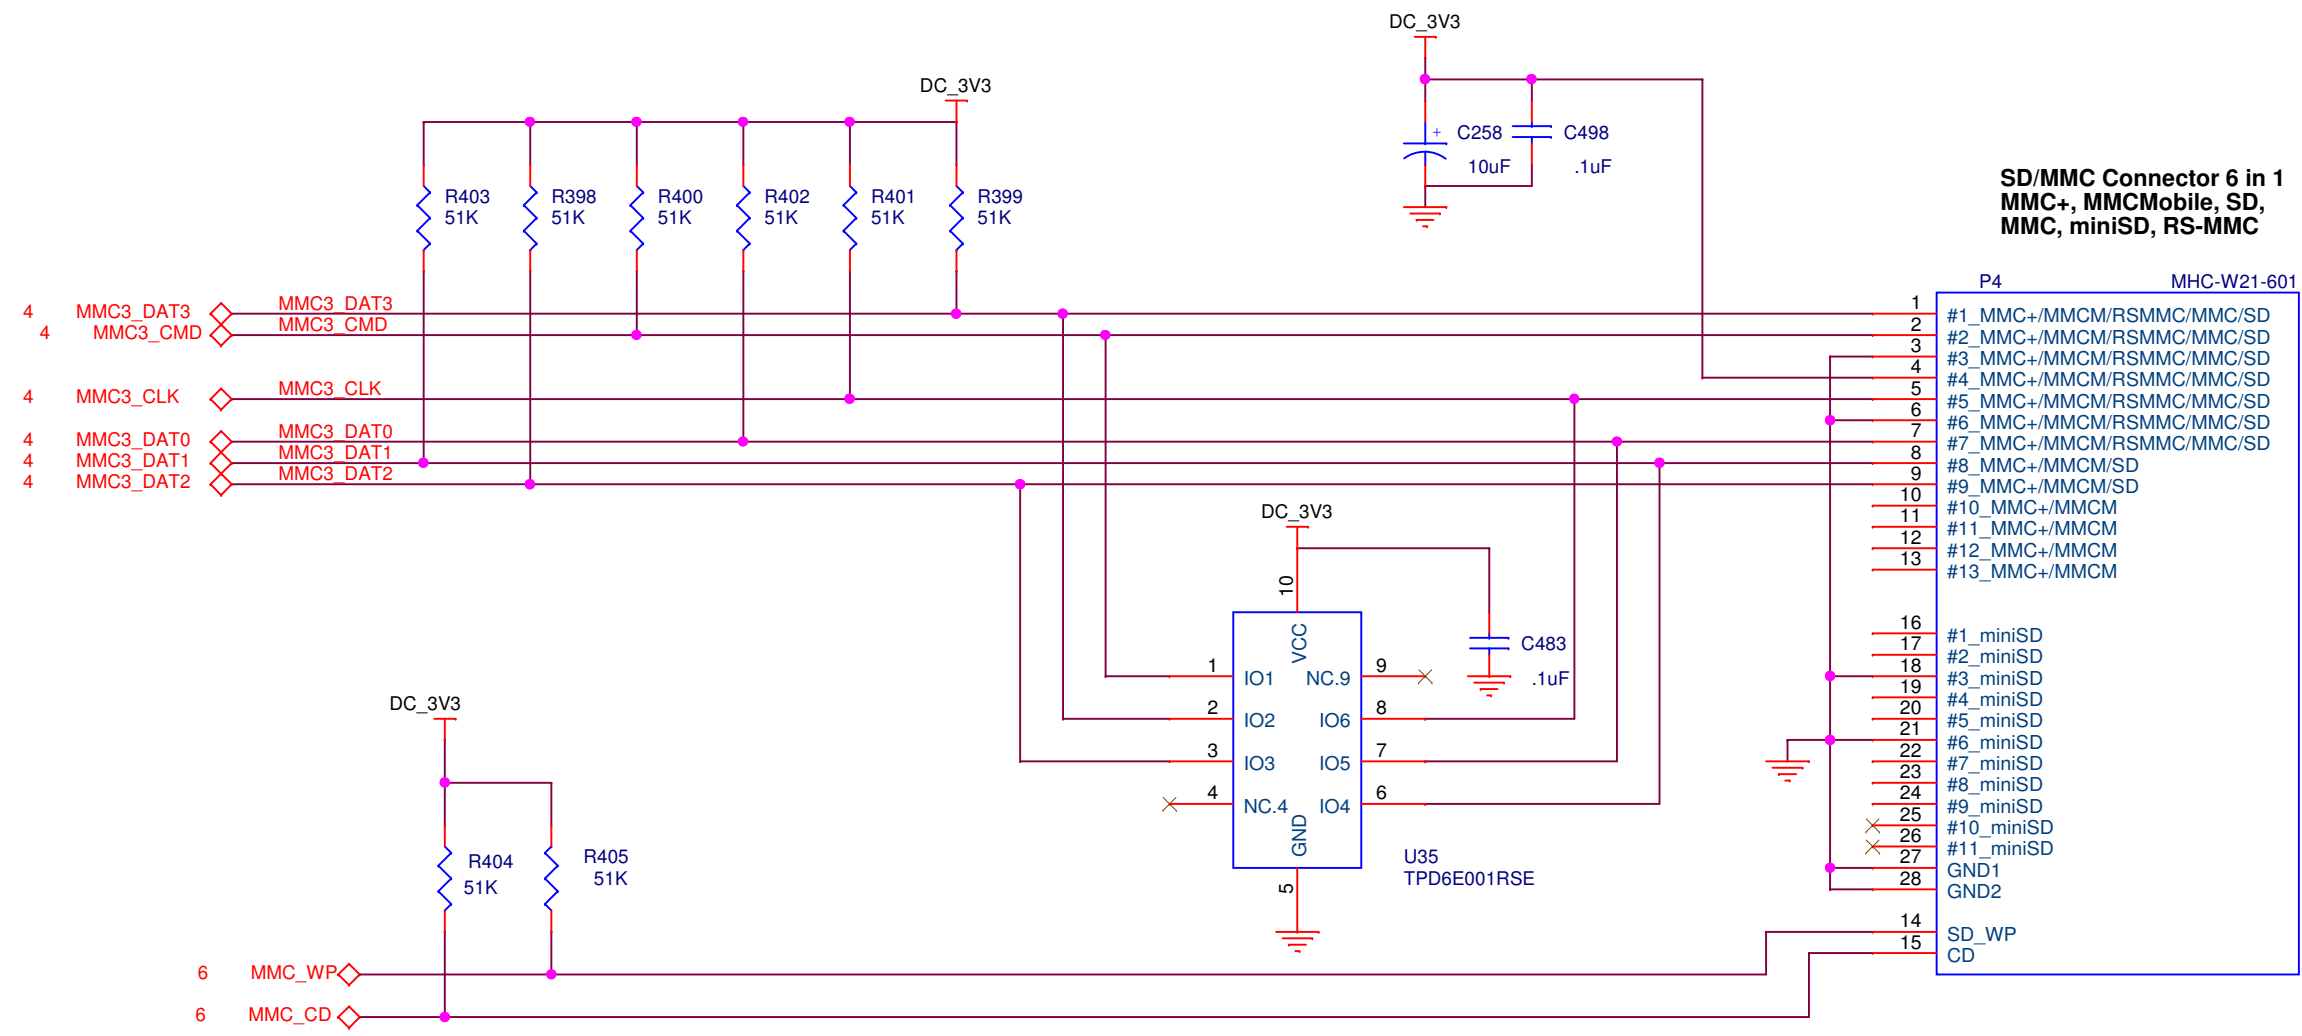 DC_3V3
DC_3V3
C258
10uF
+
C498
.1uF
R403
51K
R398
51K
R400
51K
R402
51K
R401
51K
R399
51K
SD/MMC Connector 6 in 1
MMC+, MMCMobile, SD,
MMC, miniSD, RS-MMC
P4
MHC-W21-601
4 MMC3_DAT3 MMC3_DAT3
4 MMC3_CMD MMC3_CMD
4 MMC3_CLK MMC3_CLK
4 MMC3_DAT0 MMC3_DAT0
4 MMC3_DAT1 MMC3_DAT1
4 MMC3_DAT2 MMC3_DAT2
1 #1_MMC+/MMCM/RSMMC/MMC/SD
2 #2_MMC+/MMCM/RSMMC/MMC/SD
3 #3_MMC+/MMCM/RSMMC/MMC/SD
4 #4_MMC+/MMCM/RSMMC/MMC/SD
5 #5_MMC+/MMCM/RSMMC/MMC/SD
6 #6_MMC+/MMCM/RSMMC/MMC/SD
7 #7_MMC+/MMCM/RSMMC/MMC/SD
8 #8_MMC+/MMCM/SD
9 #9_MMC+/MMCM/SD
10 #10_MMC+/MMCM
11 #11_MMC+/MMCM
12 #12_MMC+/MMCM
13 #13_MMC+/MMCM
16 #1_miniSD
17 #2_miniSD
18 #3_miniSD
19 #4_miniSD
20 #5_miniSD
21 #6_miniSD
22 #7_miniSD
23 #8_miniSD
24 #9_miniSD
25 #10_miniSD
26 #11_miniSD
27 GND1
28 GND2
14 SD_WP
15 CD
DC_3V3
10
VCC
C483
.1uF
1 IO1
2 IO2
3 IO3
4 NC.4
NC.9 9
IO6 8
IO5 7
IO4 6
GND
5
U35
TPD6E001RSE
DC_3V3
R404
51K
R405
51K
6 MMC_WP
6 MMC_CD